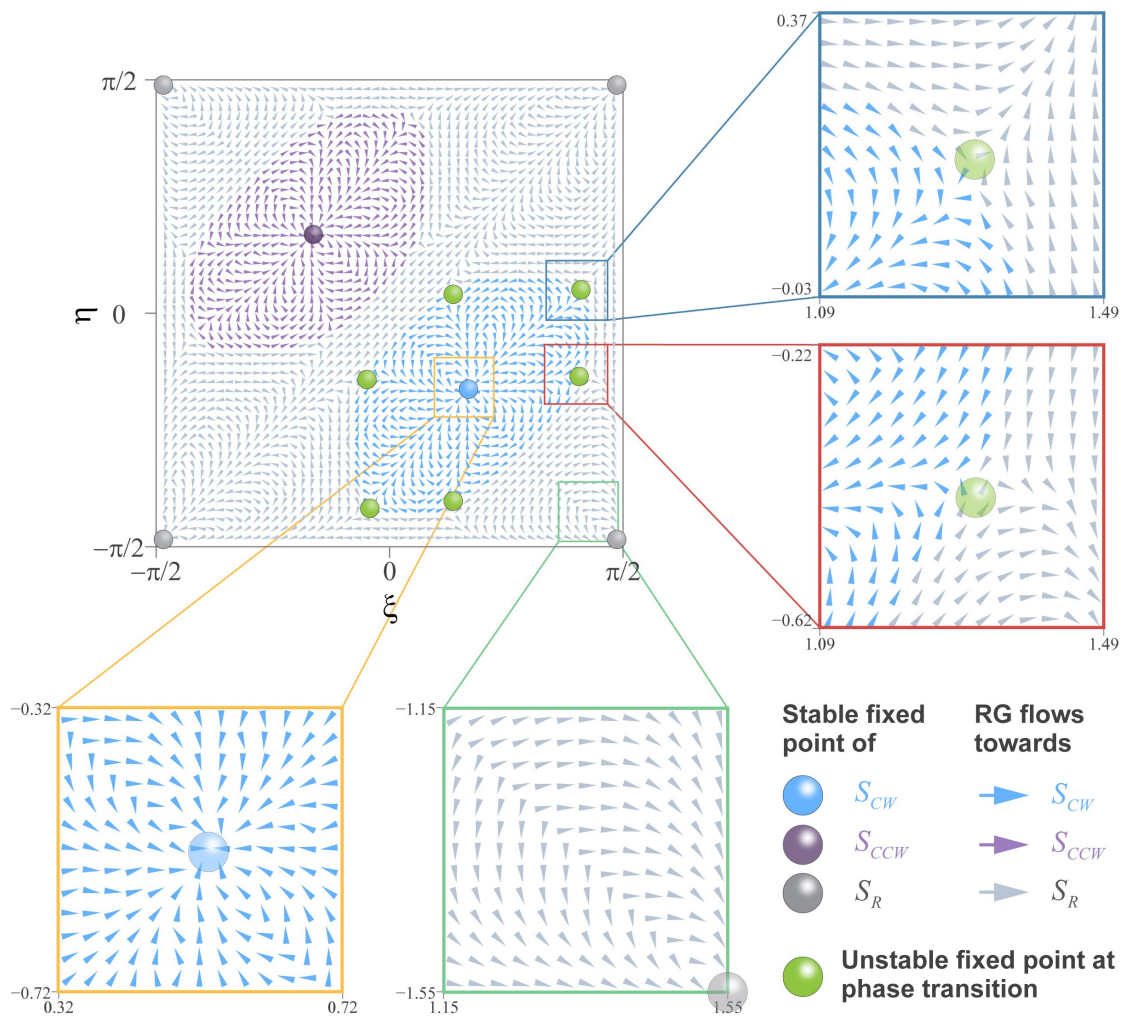 0.37
π/2
η
0
−0.03
1.09
1.49
−0.22
−π/2
−π/2
0
π/2
ξ
−0.62
1.09
1.49
−0.32
−1.15
−0.72
0.32
0.72
−1.55
1.15
1.55
Stable fixed
point of
RG flows
towards
S_CW
S_CW
S_CCW
S_CCW
S_R
S_R
Unstable fixed point at
phase transition